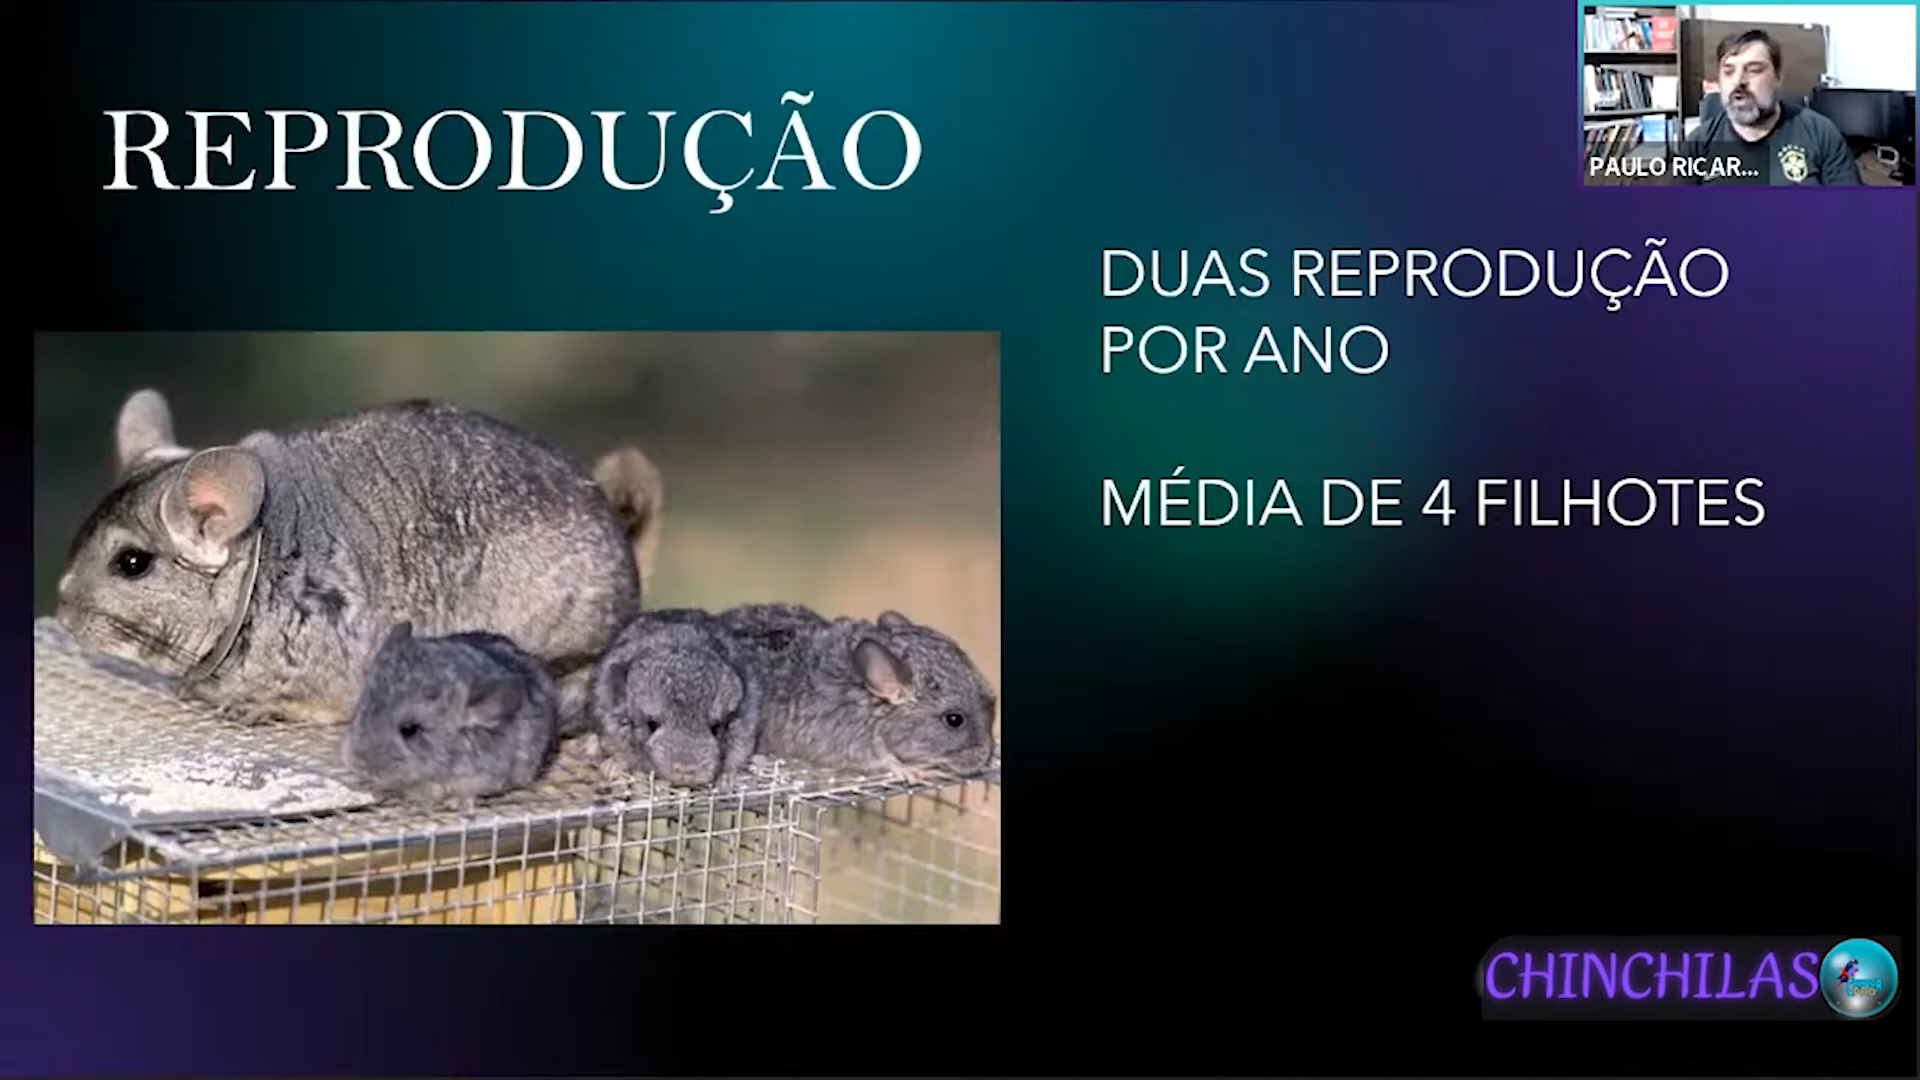 REPRODUÇÃO
PAULO RICAR...
DUAS REPRODUÇÃO
POR ANO
MÉDIA DE 4 FILHOTES
CHINCHILAS